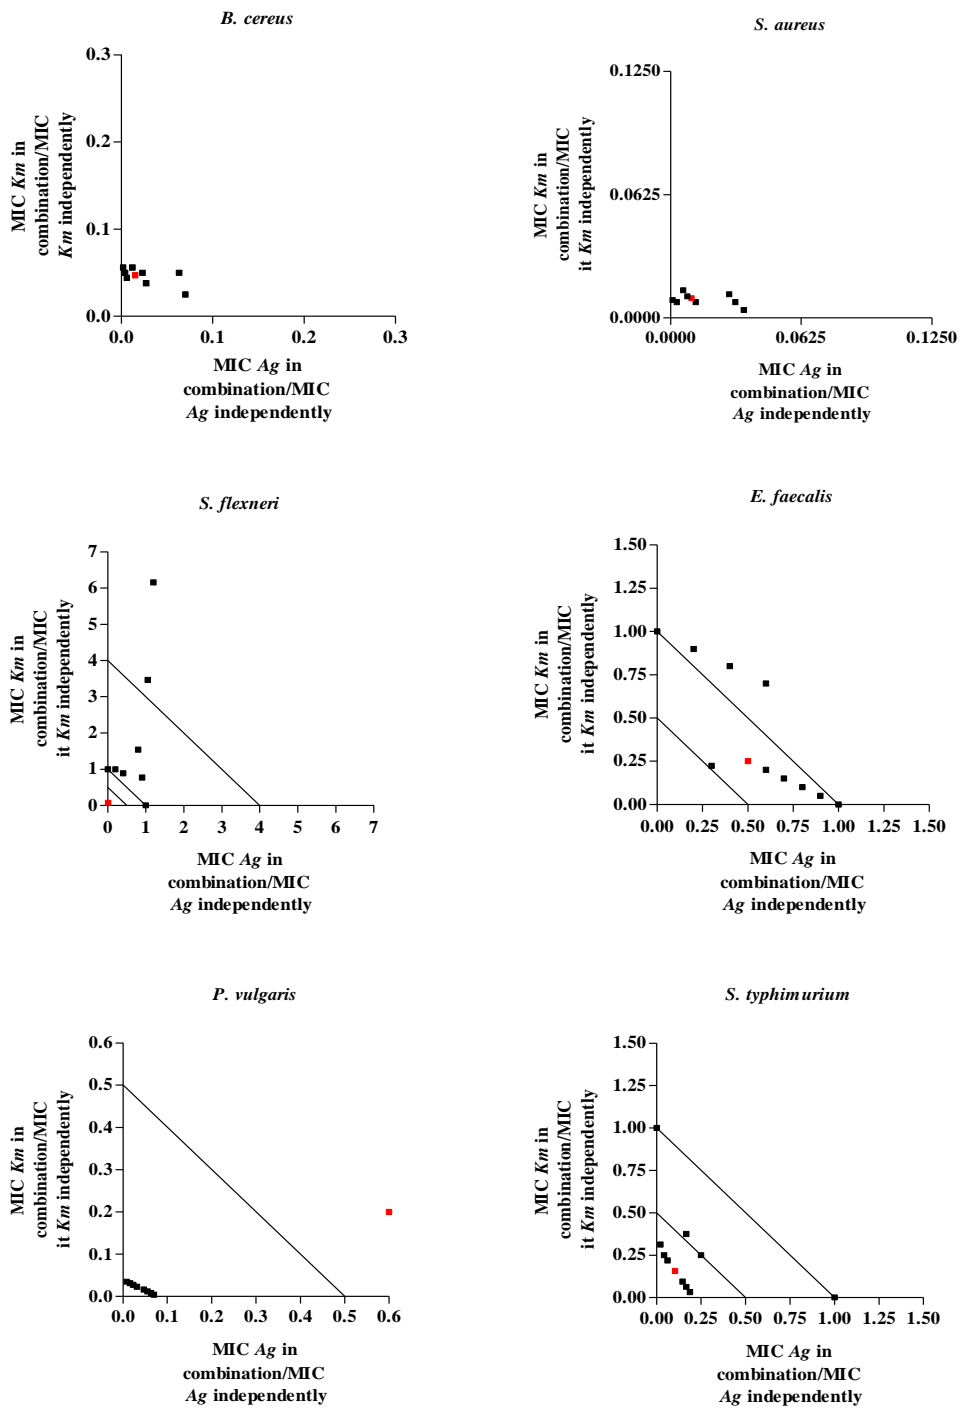 B. cereus
0.3
0.2
0.1
0.0
0.0 0.1 0.2 0.3
MIC Km in
combination/MIC
Km independently
MIC Ag in
combination/MIC
Ag independently
S. aureus
0.1250
0.0625
0.0000
0.0000 0.0625 0.1250
MIC Km in
combination/MIC
it Km independently
MIC Ag in
combination/MIC
Ag independently
S. flexneri
7
6
5
4
3
2
1
0
0 1 2 3 4 5 6 7
MIC Km in
combination/MIC
it Km independently
MIC Ag in
combination/MIC
Ag independently
E. faecalis
1.50
1.25
1.00
0.75
0.50
0.25
0.00
0.00 0.25 0.50 0.75 1.00 1.25 1.50
MIC Km in
combination/MIC
it Km independently
MIC Ag in
combination/MIC
Ag independently
P. vulgaris
0.6
0.5
0.4
0.3
0.2
0.1
0.0
0.0 0.1 0.2 0.3 0.4 0.5 0.6
MIC Km in
combination/MIC
it Km independently
MIC Ag in
combination/MIC
Ag independently
S. typhimurium
1.50
1.25
1.00
0.75
0.50
0.25
0.00
0.00 0.25 0.50 0.75 1.00 1.25 1.50
MIC Km in
combination/MIC
it Km independently
MIC Ag in
combination/MIC
Ag independently